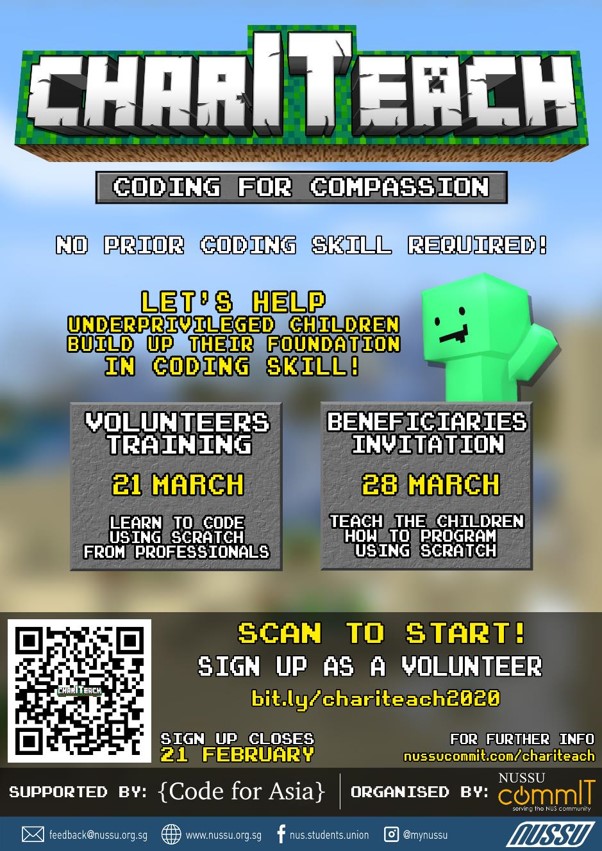 CHARITEACH
CODING FOR COMPASSION
NO PRIOR CODING SKILL REQUIRED!
LET'S HELP
UNDERPRIVILEGED CHILDREN
BUILD UP THEIR FOUNDATION
IN CODING SKILL!
VOLUNTEERS
TRAINING
21 MARCH
LEARN TO CODE
USING SCRATCH
FROM PROFESSIONALS
BENEFICIARIES
INVITATION
28 MARCH
TEACH THE CHILDREN
HOW TO PROGRAM
USING SCRATCH
CHARITEACH
SCAN TO START!
SIGN UP AS A VOLUNTEER
bit.ly/chariteach2020
SIGN UP CLOSES
21 FEBRUARY
FOR FURTHER INFO
nussucommit.com/chariteach
SUPPORTED BY: {Code for Asia}
ORGANISED BY: NUSSU
commIT
serving the NUS community
feedback@nussu.org.sg www.nussu.org.sg nus.students.union @mynussu NUSSU